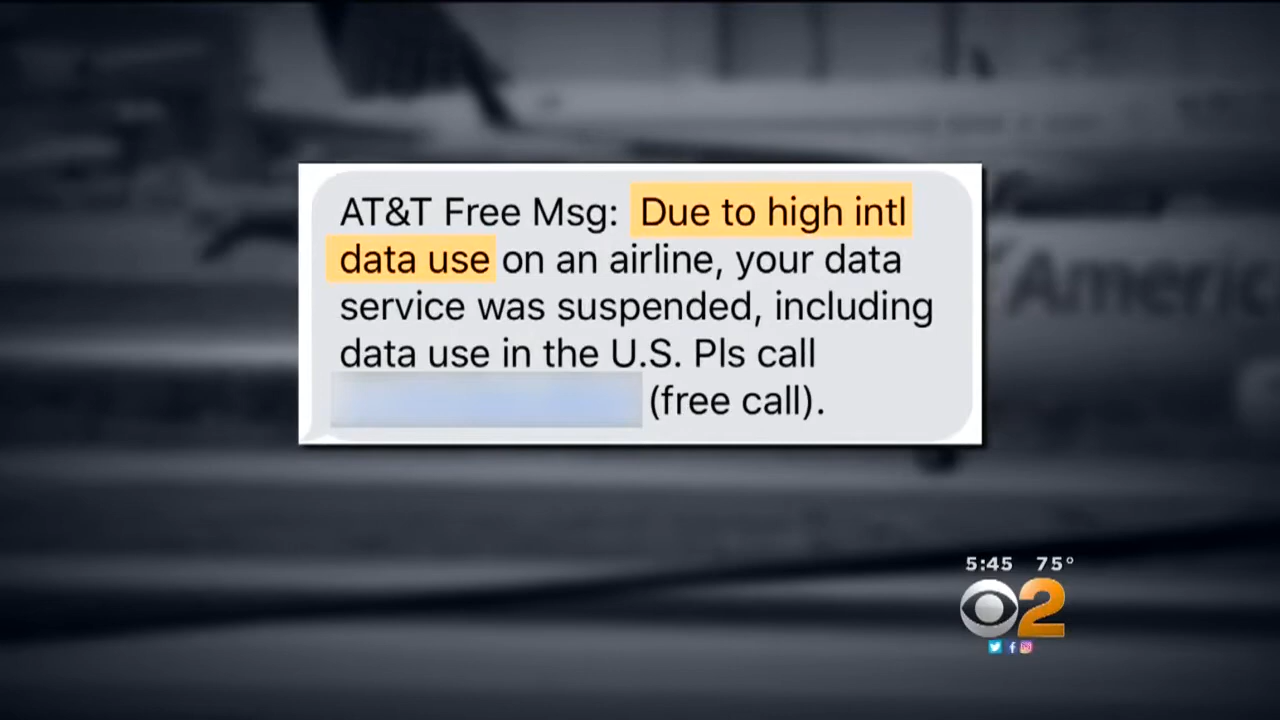 AT&T Free Msg: Due to high intl
data use on an airline, your data
service was suspended, including
data use in the U.S. Pls call
(free call).
America
5:45 75°
2